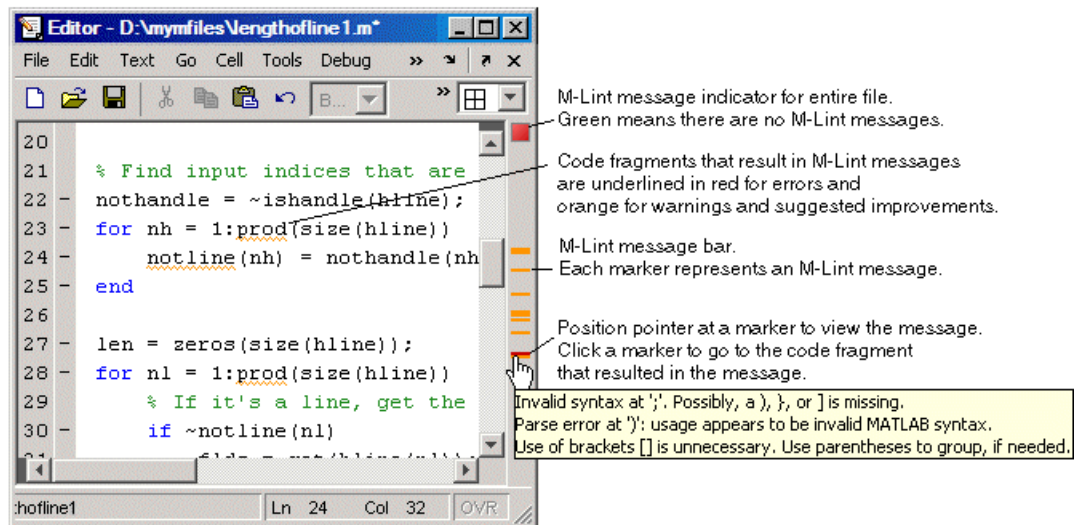 Editor - D:\mymfiles\lengthofline1.m*
File Edit Text Go Cell Tools Debug »
B... »
20
21 % Find input indices that are
22 - nothandle = ~ishandle(hline);
23 - for nh = 1:prod(size(hline))
24 - notline(nh) = nothandle(nh
25 - end
26
27 - len = zeros(size(hline));
28 - for nl = 1:prod(size(hline))
29 % If it's a line, get the
30 - if ~notline(nl)
hofline1 Ln 24 Col 32 OVR
M-Lint message indicator for entire file.
Green means there are no M-Lint messages.
Code fragments that result in M-Lint messages
are underlined in red for errors and
orange for warnings and suggested improvements.
M-Lint message bar.
Each marker represents an M-Lint message.
Position pointer at a marker to view the message.
Click a marker to go to the code fragment
that resulted in the message.
Invalid syntax at ';'. Possibly, a ), }, or ] is missing.
Parse error at ')': usage appears to be invalid MATLAB syntax.
Use of brackets [] is unnecessary. Use parentheses to group, if needed.